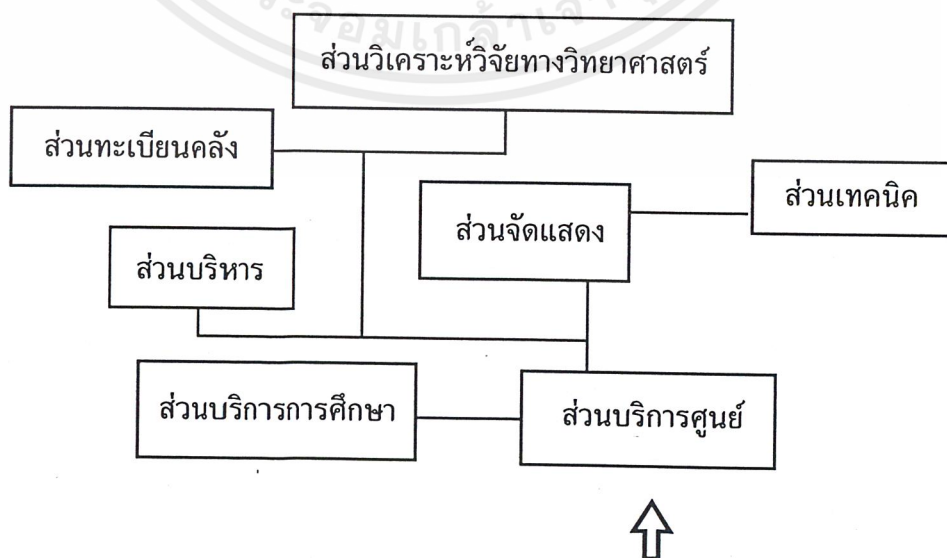 ส่วนวิเคราะห์วิจัยทางวิทยาศาสตร์
ส่วนทะเบียนคลัง
ส่วนเทคนิค
ส่วนจัดแสดง
ส่วนบริหาร
ส่วนบริการการศึกษา
ส่วนบริการศูนย์